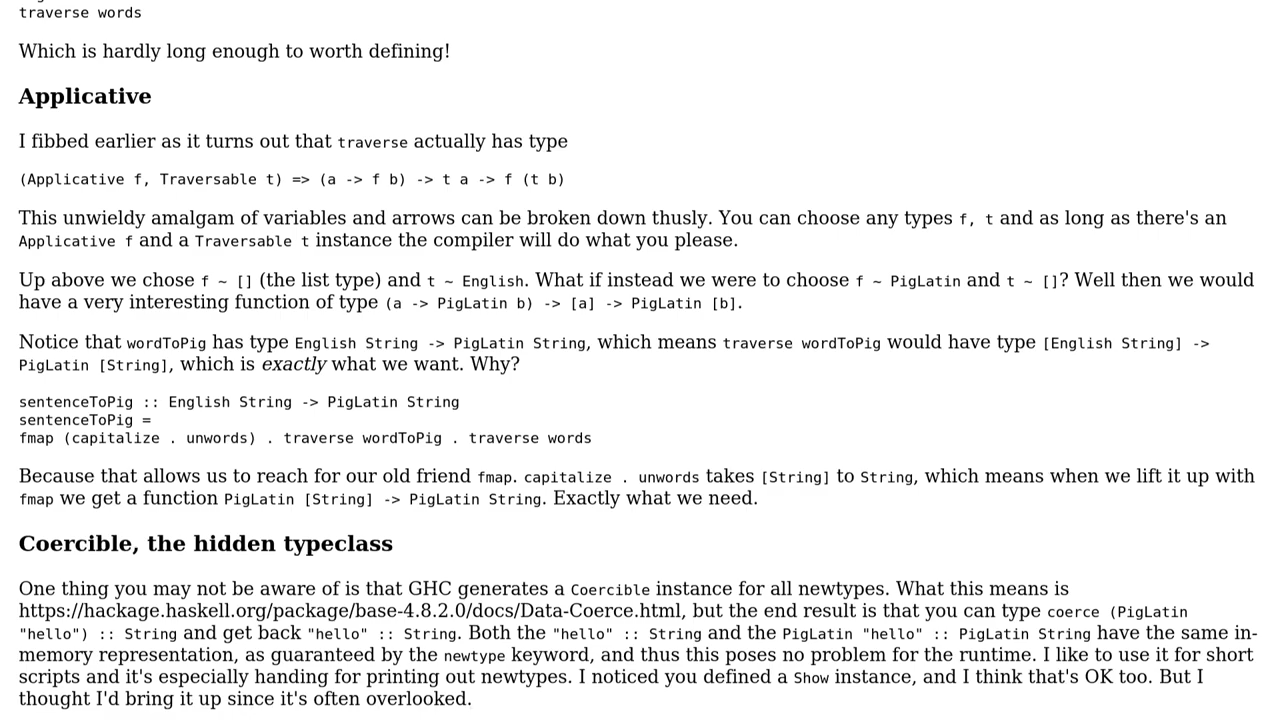 traverse words
Which is hardly long enough to worth defining!
Applicative
I fibbed earlier as it turns out that traverse actually has type
(Applicative f, Traversable t) => (a -> f b) -> t a -> f (t b)
This unwieldy amalgam of variables and arrows can be broken down thusly. You can choose any types f, t and as long as there's an
Applicative f and a Traversable t instance the compiler will do what you please.
Up above we chose f ~ [] (the list type) and t ~ English. What if instead we were to choose f ~ PigLatin and t ~ []? Well then we would
have a very interesting function of type (a -> PigLatin b) -> [a] -> PigLatin [b].
Notice that wordToPig has type English String -> PigLatin String, which means traverse wordToPig would have type [English String] ->
PigLatin [String], which is exactly what we want. Why?
sentenceToPig :: English String -> PigLatin String
sentenceToPig =
fmap (capitalize . unwords) . traverse wordToPig . traverse words
Because that allows us to reach for our old friend fmap. capitalize . unwords takes [String] to String, which means when we lift it up with
fmap we get a function PigLatin [String] -> PigLatin String. Exactly what we need.
Coercible, the hidden typeclass
One thing you may not be aware of is that GHC generates a Coercible instance for all newtypes. What this means is
https://hackage.haskell.org/package/base-4.8.2.0/docs/Data-Coerce.html, but the end result is that you can type coerce (PigLatin
"hello") :: String and get back "hello" :: String. Both the "hello" :: String and the PigLatin "hello" :: PigLatin String have the same in-
memory representation, as guaranteed by the newtype keyword, and thus this poses no problem for the runtime. I like to use it for short
scripts and it's especially handing for printing out newtypes. I noticed you defined a Show instance, and I think that's OK too. But I
thought I'd bring it up since it's often overlooked.